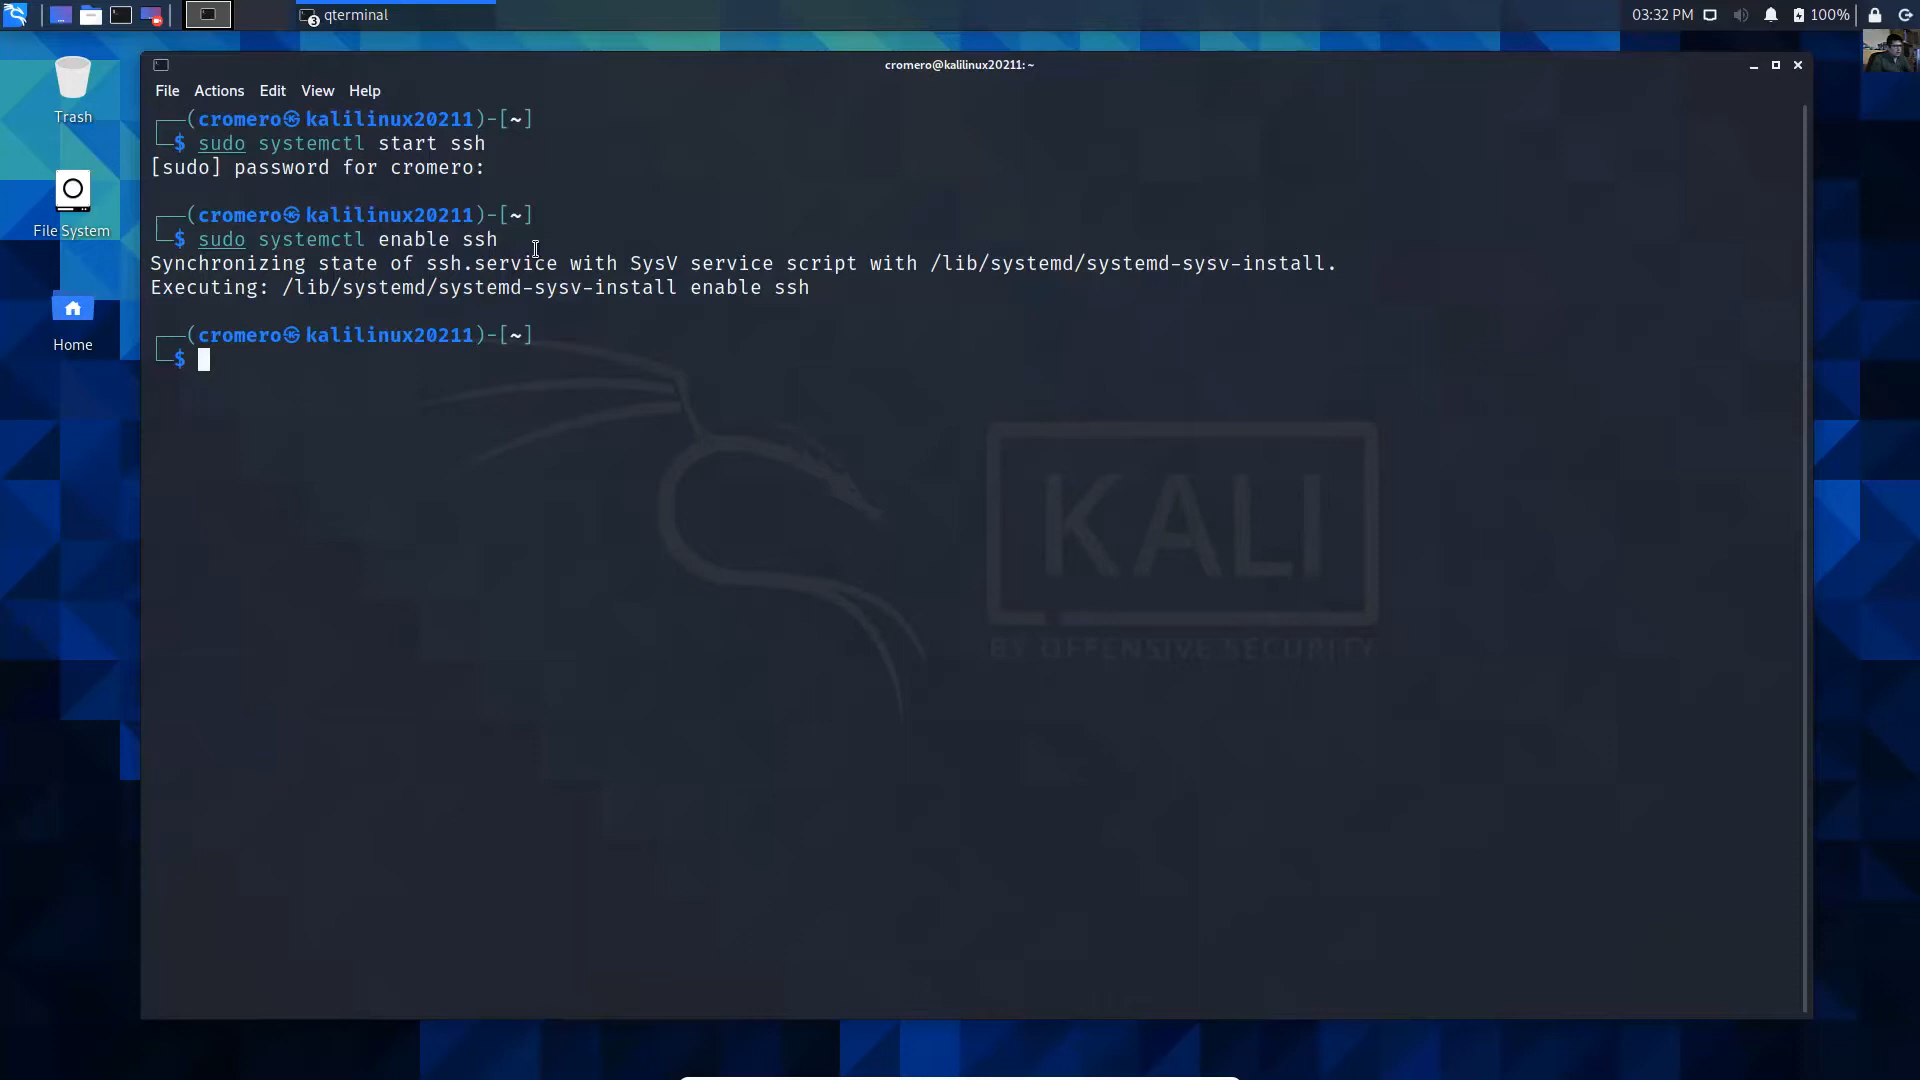 qterminal
03:32 PM
100%
cromero@kalilinux20211: ~
File Actions Edit View Help
Trash
File System
Home
┌──(cromero㉿kalilinux20211)-[~]
└─$ sudo systemctl start ssh
[sudo] password for cromero:
┌──(cromero㉿kalilinux20211)-[~]
└─$ sudo systemctl enable ssh
Synchronizing state of ssh.service with SysV service script with /lib/systemd/systemd-sysv-install.
Executing: /lib/systemd/systemd-sysv-install enable ssh
┌──(cromero㉿kalilinux20211)-[~]
└─$
KALI
BY OFFENSIVE SECURITY